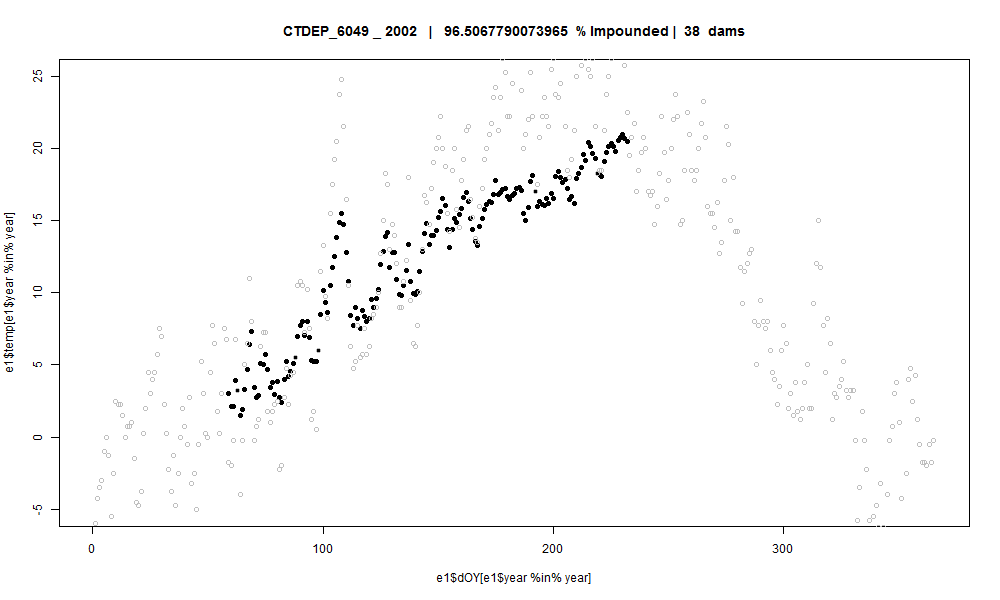 CTDEP_6049 _ 2002 | 96.5067790073965 % Impounded | 38 dams
e1$temp[e1$year %in% year]
25
20
15
10
5
0
-5
0 100 200 300
e1$dOY[e1$year %in% year]